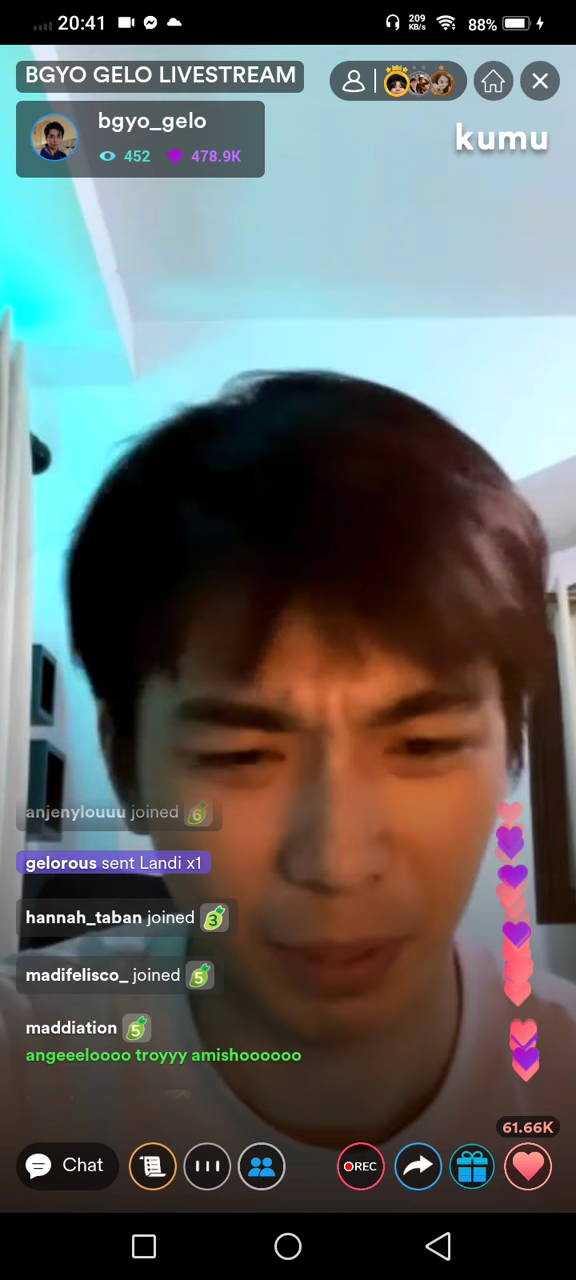 20:41
209
KB/s
88%
BGYO GELO LIVESTREAM
bgyo_gelo
452 478.9K
kumu
anjenylouuu joined 6
gelorous sent Landi x1
hannah_taban joined 3
madifelisco_ joined 5
maddiation 5
angeeeloooo troyyy amishoooooo
61.66K
Chat
REC